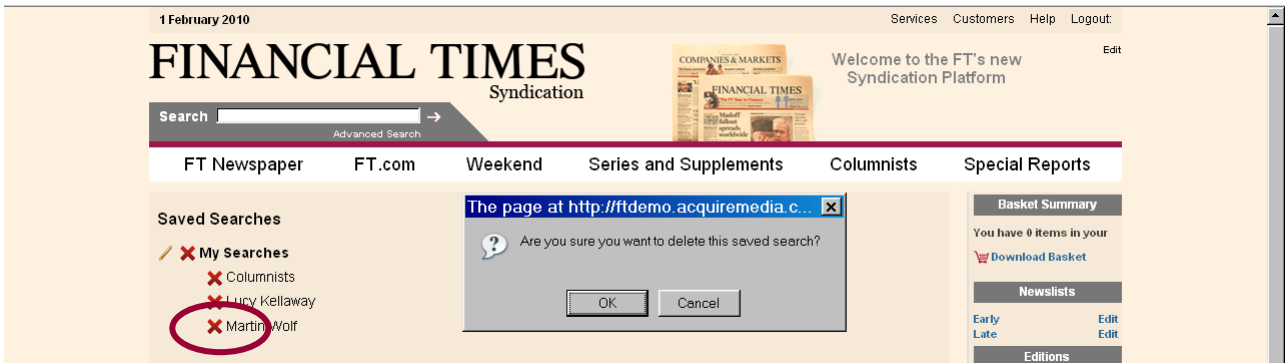 1 February 2010
Services Customers Help Logout:
FINANCIAL TIMES
Syndication
COMPANIES & MARKETS
FINANCIAL TIMES
Madoff
fallout
spreads
worldwide
Welcome to the FT's new
Syndication Platform
Edit
Search
Advanced Search
FT Newspaper FT.com Weekend Series and Supplements Columnists Special Reports
Saved Searches
My Searches
Columnists
Lucy Kellaway
Martin Wolf
The page at http://ftdemo.acquiremedia.c...
Are you sure you want to delete this saved search?
OK Cancel
Basket Summary
You have 0 items in your
Download Basket
Newslists
Early Edit
Late Edit
Editions